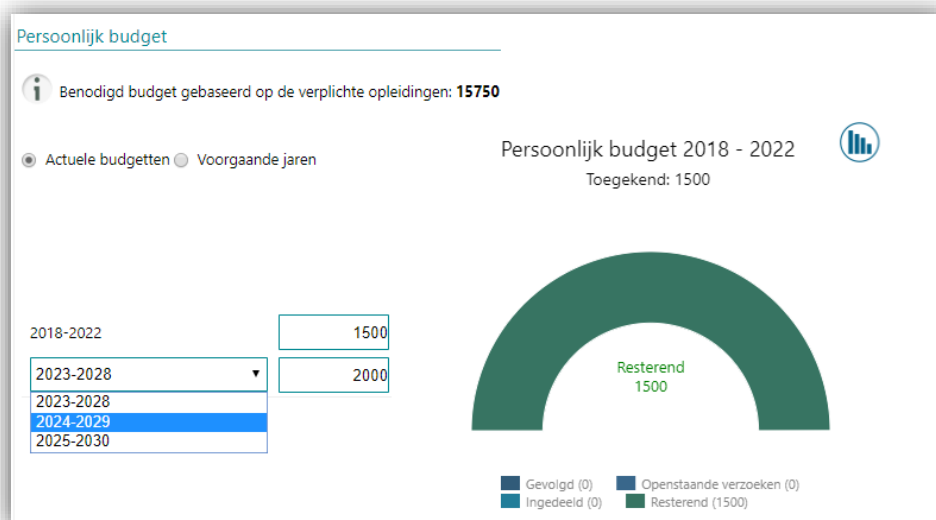 Persoonlijk budget
Benodigd budget gebaseerd op de verplichte opleidingen: 15750
Actuele budgetten Voorgaande jaren
Persoonlijk budget 2018 - 2022
Toegekend: 1500
2018-2022 1500
2023-2028 2000
2023-2028
2024-2029
2025-2030
Resterend
1500
Gevolgd (0) Openstaande verzoeken (0)
Ingedeeld (0) Resterend (1500)